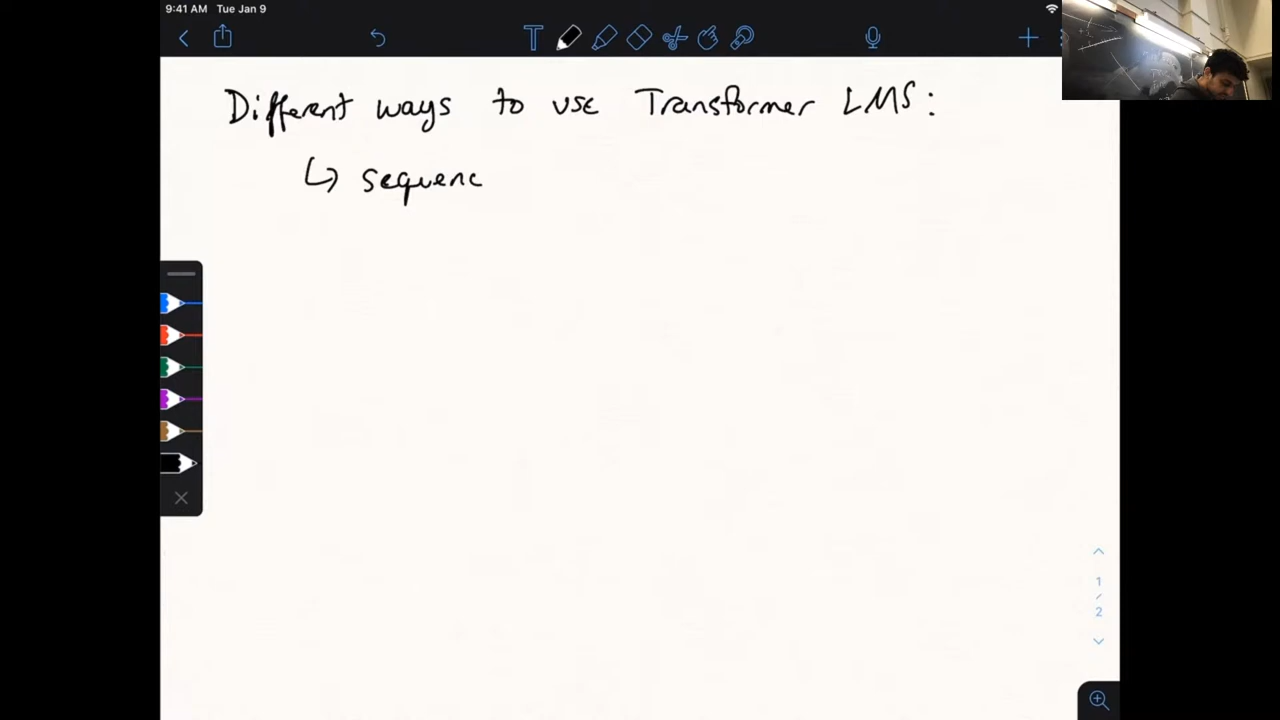 9:41 AM Tue Jan 9
Different ways to use Transformer LMS:
↳ sequenc
1
/
2